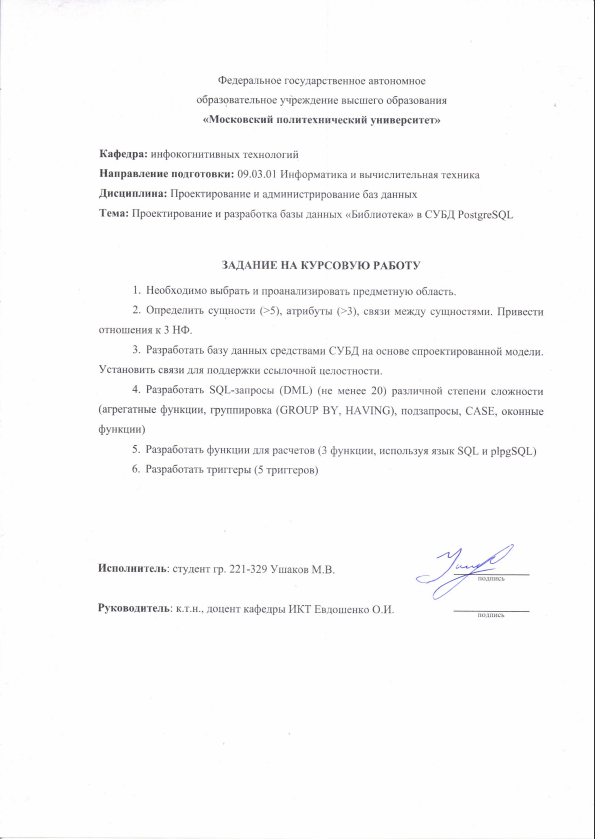 Федеральное государственное автономное
образовательное учреждение высшего образования
«Московский политехнический университет»
Кафедра: инфокогнитивных технологий
Направление подготовки: 09.03.01 Информатика и вычислительная техника
Дисциплина: Проектирование и администрирование баз данных
Тема: Проектирование и разработка базы данных «Библиотека» в СУБД PostgreSQL
ЗАДАНИЕ НА КУРСОВУЮ РАБОТУ
1. Необходимо выбрать и проанализировать предметную область.
2. Определить сущности (>5), атрибуты (>3), связи между сущностями. Привести
отношения к 3 НФ.
3. Разработать базу данных средствами СУБД на основе спроектированной модели.
Установить связи для поддержки ссылочной целостности.
4. Разработать SQL-запросы (DML) (не менее 20) различной степени сложности
(агрегатные функции, группировка (GROUP BY, HAVING), подзапросы, CASE, оконные
функции)
5. Разработать функции для расчетов (3 функции, используя язык SQL и plpgSQL)
6. Разработать триггеры (5 триггеров)
Исполнитель: студент гр. 221-329 Ушаков М.В.
подпись
Руководитель: к.т.н., доцент кафедры ИКТ Евдошенко О.И.
подпись